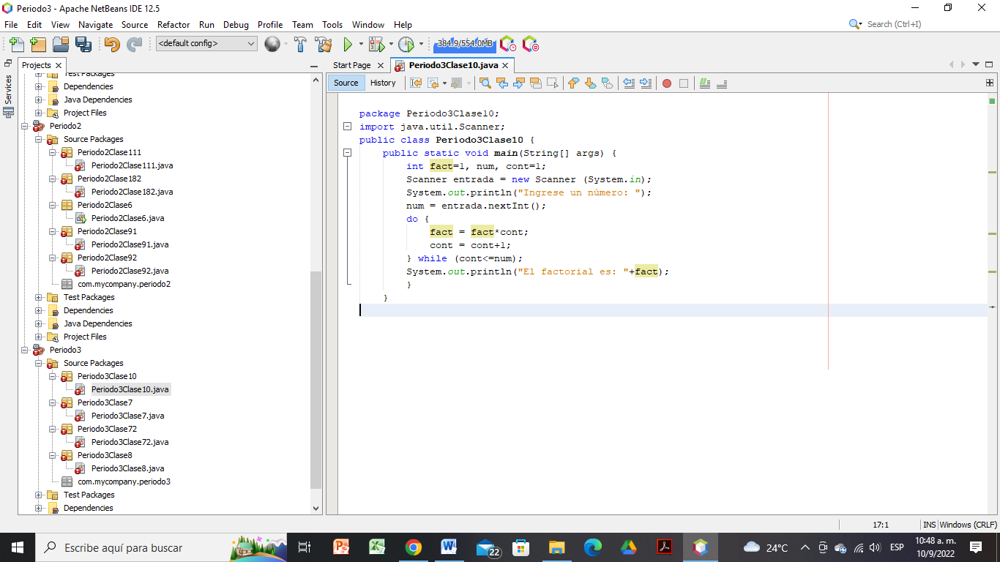 Periodo3 - Apache NetBeans IDE 12.5
File Edit View Navigate Source Refactor Run Debug Profile Team Tools Window Help
Search (Ctrl+I)
<default config>
384.9/554.0MB
Projects
Start Page
Periodo3Clase10.java
Services
Source History
Test Packages
Dependencies
Java Dependencies
Project Files
Periodo2
Source Packages
Periodo2Clase111
Periodo2Clase111.java
Periodo2Clase182
Periodo2Clase182.java
Periodo2Clase6
Periodo2Clase6.java
Periodo2Clase91
Periodo2Clase91.java
Periodo2Clase92
Periodo2Clase92.java
com.mycompany.periodo2
Test Packages
Dependencies
Java Dependencies
Project Files
Periodo3
Source Packages
Periodo3Clase10
Periodo3Clase10.java
Periodo3Clase7
Periodo3Clase7.java
Periodo3Clase72
Periodo3Clase72.java
Periodo3Clase8
Periodo3Clase8.java
com.mycompany.periodo3
Test Packages
Dependencies
package Periodo3Clase10;
import java.util.Scanner;
public class Periodo3Clase10 {
public static void main(String[] args) {
int fact=1, num, cont=1;
Scanner entrada = new Scanner (System.in);
System.out.println("Ingrese un número: ");
num = entrada.nextInt();
do {
fact = fact*cont;
cont = cont+1;
} while (cont<=num);
System.out.println("El factorial es: "+fact);
}
}
17:1 INS Windows (CRLF)
Escribe aquí para buscar
22
24°C
ESP
10:48 a. m.
10/9/2022